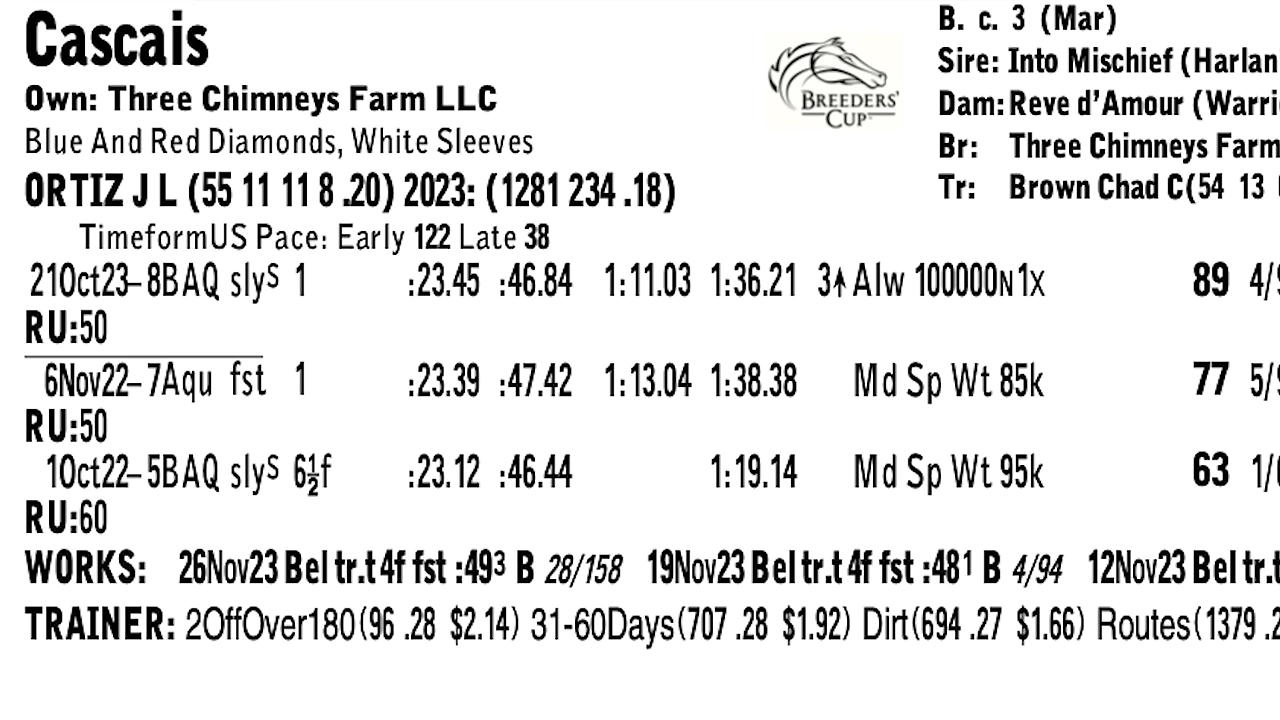 Cascais
Own: Three Chimneys Farm LLC
Blue And Red Diamonds, White Sleeves
ORTIZ J L (55 11 11 8 .20) 2023: (1281 234 .18)
TimeformUS Pace: Early 122 Late 38
BREEDERS'
CUP
B. c. 3 (Mar)
Sire: Into Mischief (Harlan
Dam: Reve d'Amour (Warri
Br: Three Chimneys Farm
Tr: Brown Chad C(54 13
21Oct23–8BAQ slyS 1 :23.45 :46.84 1:11.03 1:36.21 3↑ Alw 100000N1X 89 4/9
RU:50
6Nov22–7Aqu fst 1 :23.39 :47.42 1:13.04 1:38.38 Md Sp Wt 85k 77 5/9
RU:50
1Oct22–5BAQ slyS 6½f :23.12 :46.44 1:19.14 Md Sp Wt 95k 63 1/
RU:60
WORKS: 26Nov23 Bel tr.t 4f fst :49³ B 28/158 19Nov23 Bel tr.t 4f fst :48¹ B 4/94 12Nov23 Bel tr.t
TRAINER: 2OffOver180(96 .28 $2.14) 31-60Days(707 .28 $1.92) Dirt(694 .27 $1.66) Routes(1379 .2